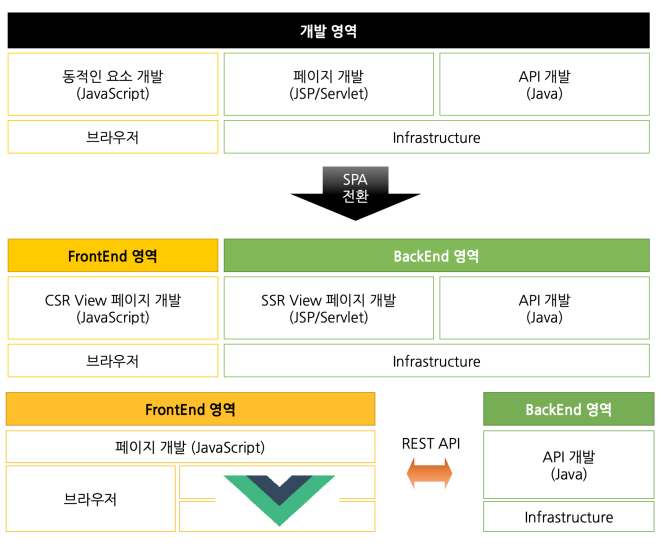 개발 영역
동적인 요소 개발
(JavaScript)
페이지 개발
(JSP/Servlet)
API 개발
(Java)
브라우저
Infrastructure
SPA
전환
FrontEnd 영역
BackEnd 영역
CSR View 페이지 개발
(JavaScript)
SSR View 페이지 개발
(JSP/Servlet)
API 개발
(Java)
브라우저
Infrastructure
FrontEnd 영역
BackEnd 영역
페이지 개발 (JavaScript)
REST API
API 개발
(Java)
브라우저
Infrastructure